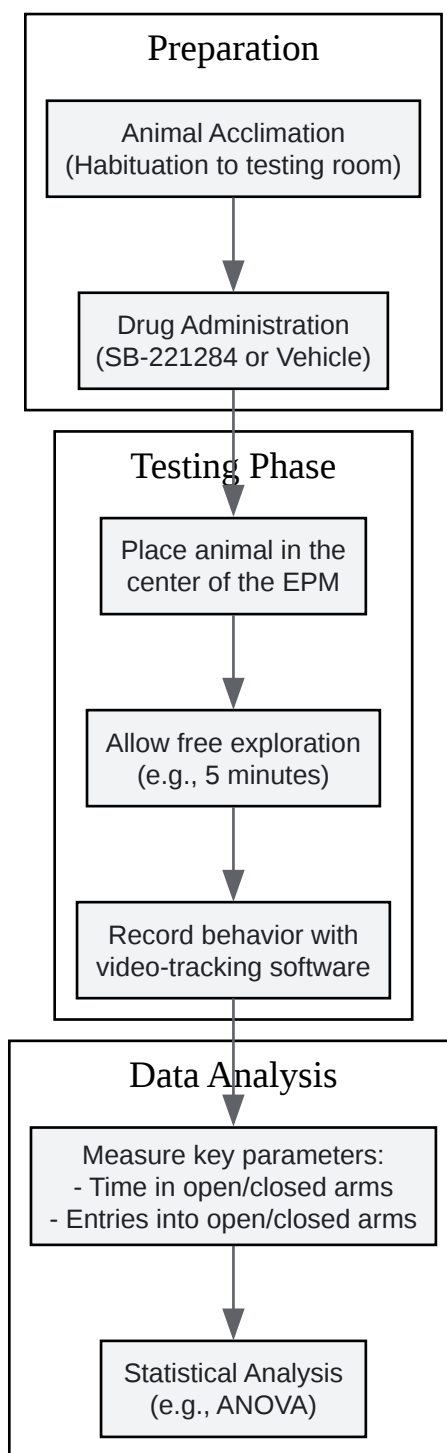 Preparation
Animal Acclimation
(Habituation to testing room)
Drug Administration
(SB-221284 or Vehicle)
Testing Phase
Place animal in the
center of the EPM
Allow free exploration
(e.g., 5 minutes)
Record behavior with
video-tracking software
Data Analysis
Measure key parameters:
- Time in open/closed arms
- Entries into open/closed arms
Statistical Analysis
(e.g., ANOVA)